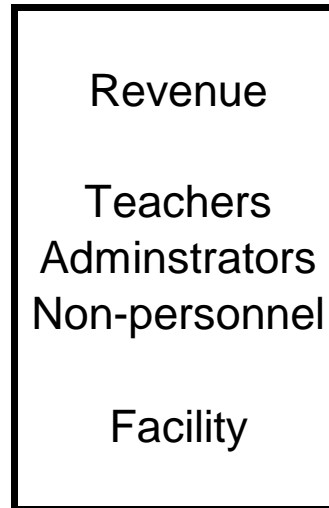 Revenue
Teachers
Adminstrators
Non-personnel
Facility